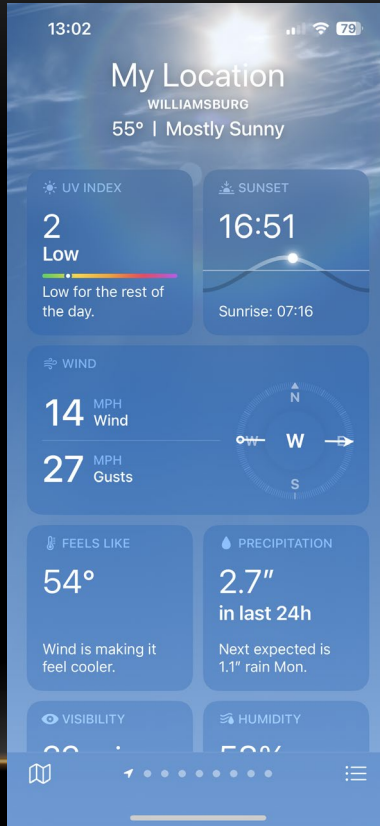 13:02
79
My Location
WILLIAMSBURG
55° | Mostly Sunny
UV INDEX
2
Low
Low for the rest of
the day.
SUNSET
16:51
Sunrise: 07:16
WIND
14 MPH
Wind
27 MPH
Gusts
N
W
W
E
S
FEELS LIKE
54°
Wind is making it
feel cooler.
PRECIPITATION
2.7"
in last 24h
Next expected is
1.1" rain Mon.
VISIBILITY
HUMIDITY